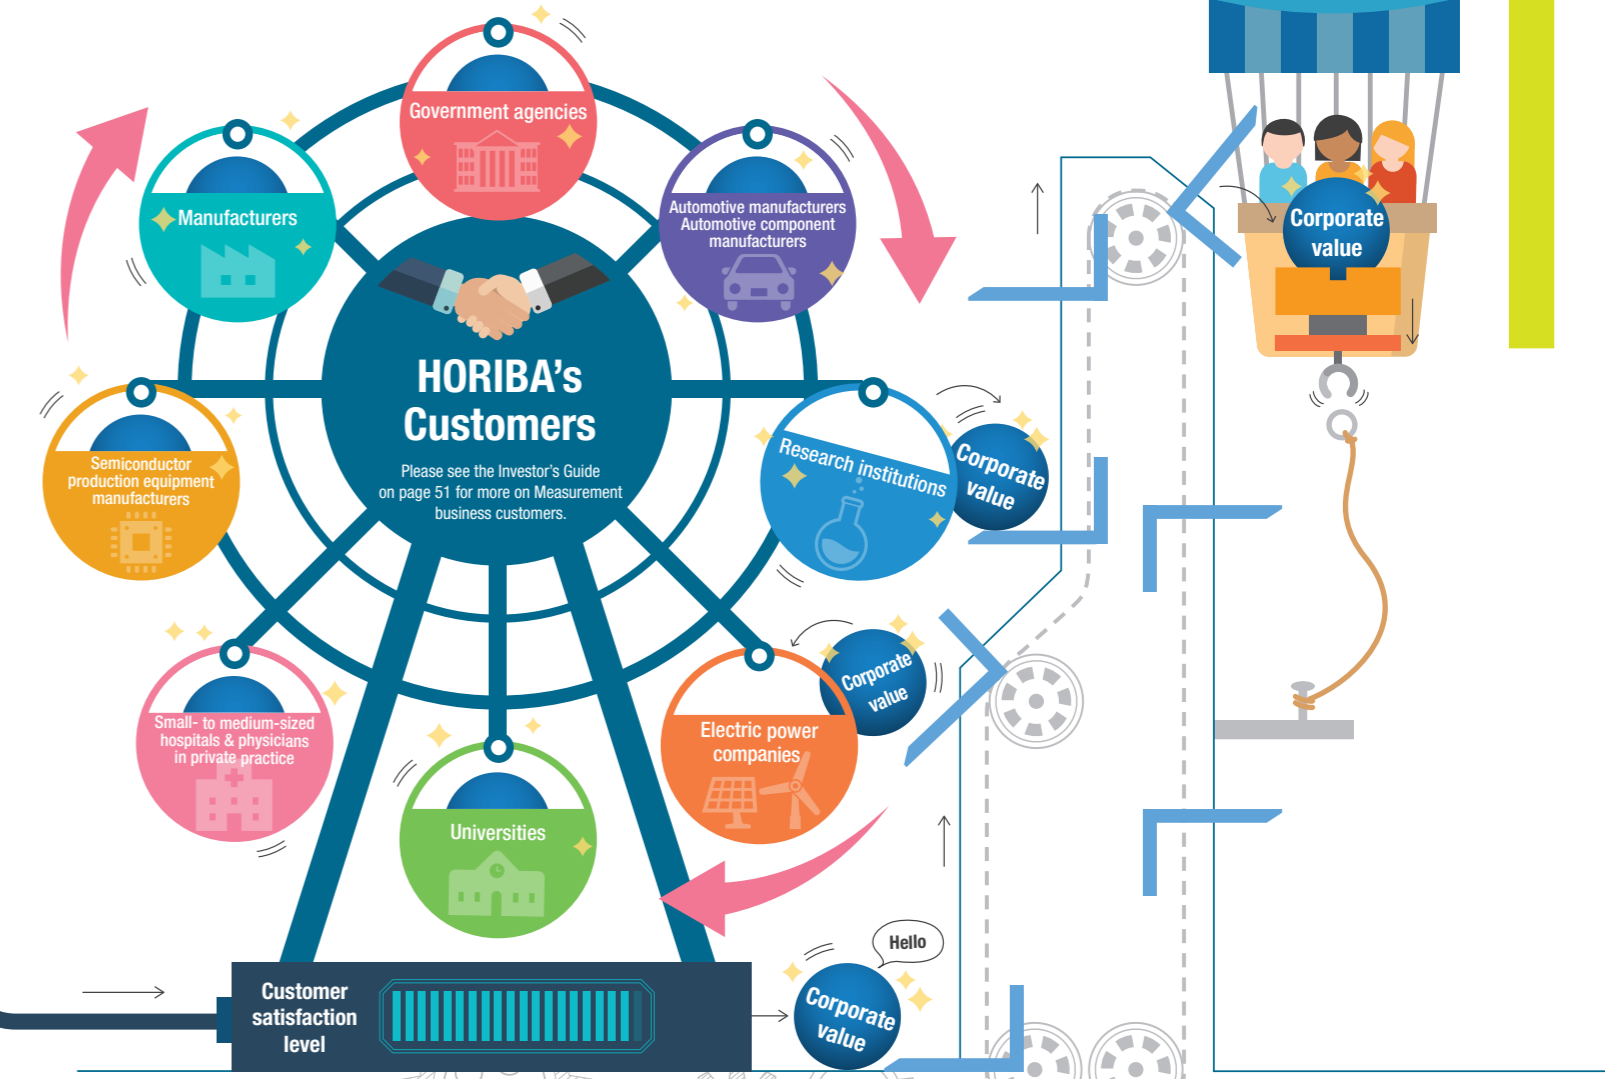 Government agencies
Manufacturers
Automotive manufacturers
Automotive component
manufacturers
Corporate
value
HORIBA's
Customers
Please see the Investor's Guide
on page 51 for more on Measurement
business customers.
Semiconductor
production equipment
manufacturers
Research institutions
Corporate
value
Small- to medium-sized
hospitals & physicians
in private practice
Electric power
companies
Corporate
value
Universities
Customer
satisfaction
level
Hello
Corporate
value